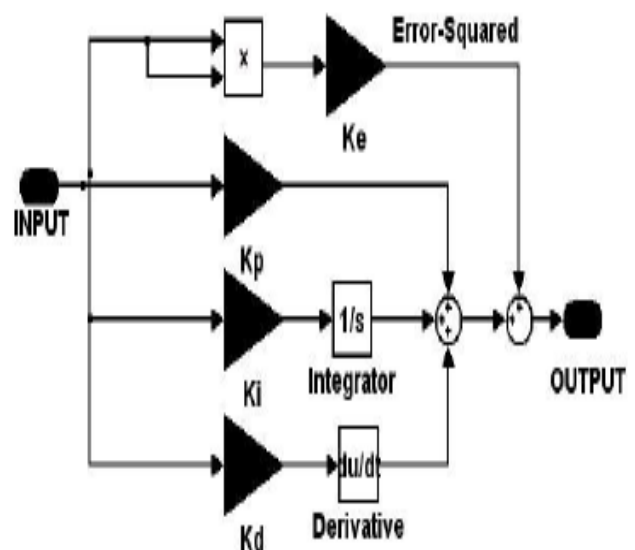 Error-Squared
x
Ke
INPUT
Kp
1/s
Integrator
Ki
OUTPUT
du/dt
Derivative
Kd
+
+
+
+